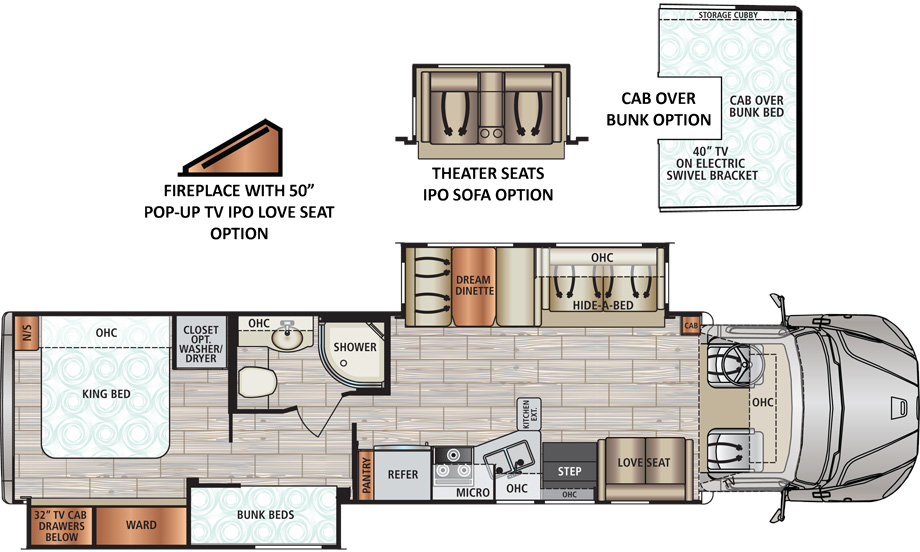 STORAGE CUBBY
CAB OVER
BUNK OPTION
CAB OVER
BUNK BED
40” TV
ON ELECTRIC
SWIVEL BRACKET
THEATER SEATS
IPO SOFA OPTION
FIREPLACE WITH 50”
POP-UP TV IPO LOVE SEAT
OPTION
OHC
DREAM
DINETTE
HIDE-A-BED
N/S
OHC
KING BED
CLOSET
OPT.
WASHER/
DRYER
OHC
SHOWER
CAB
OHC
KITCHEN
EXT.
PANTRY
REFER
MICRO
OHC
STEP
OHC
LOVE SEAT
32” TV CAB
DRAWERS
BELOW
WARD
BUNK BEDS